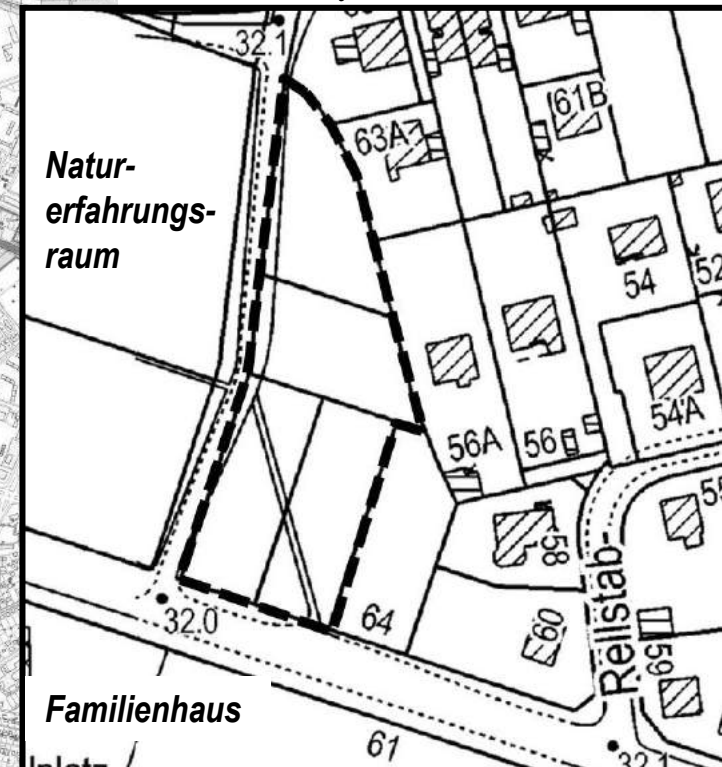 32.1
61B
63A
Natur-
erfahrungs-
raum
54
52
54A
56A
56
58
Rellstab-
60
59
64
32.0
Familienhaus
61
32.1